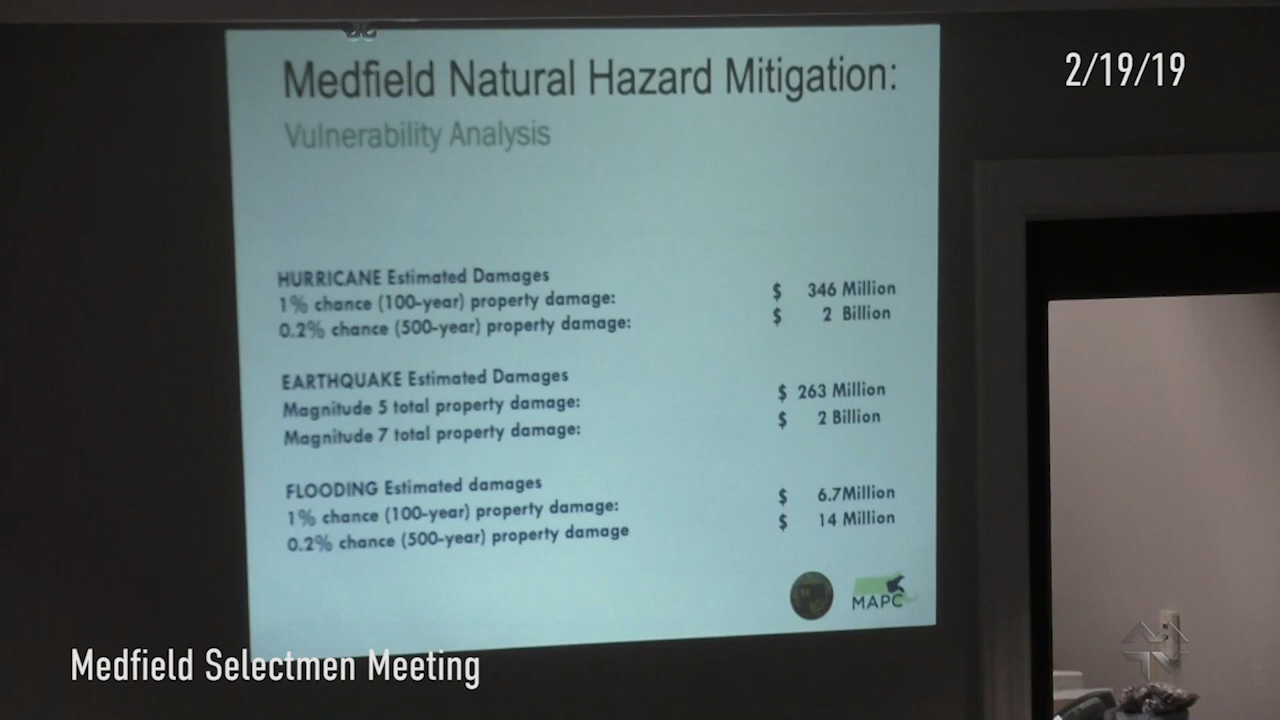 Medfield Natural Hazard Mitigation:
2/19/19
Vulnerability Analysis
HURRICANE Estimated Damages
1% chance (100-year) property damage: $ 346 Million
0.2% chance (500-year) property damage: $ 2 Billion
EARTHQUAKE Estimated Damages
Magnitude 5 total property damage: $ 263 Million
Magnitude 7 total property damage: $ 2 Billion
FLOODING Estimated damages
1% chance (100-year) property damage: $ 6.7Million
0.2% chance (500-year) property damage $ 14 Million
MAPC
Medfield Selectmen Meeting